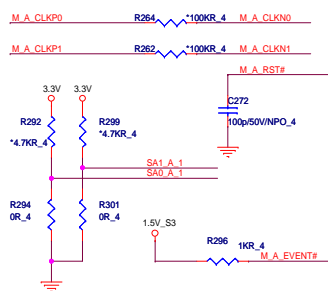 M_A_CLKP0 R264 *100KR_4 M_A_CLKN0
M_A_CLKP1 R262 *100KR_4 M_A_CLKN1
M_A_RST#
3.3V 3.3V
C272
100p/50V/NPO_4
R292 R299
*4.7KR_4 *4.7KR_4
SA1_A_1
SA0_A_1
R294 R301
0R_4 0R_4
1.5V_S3
R296 1KR_4 M_A_EVENT#